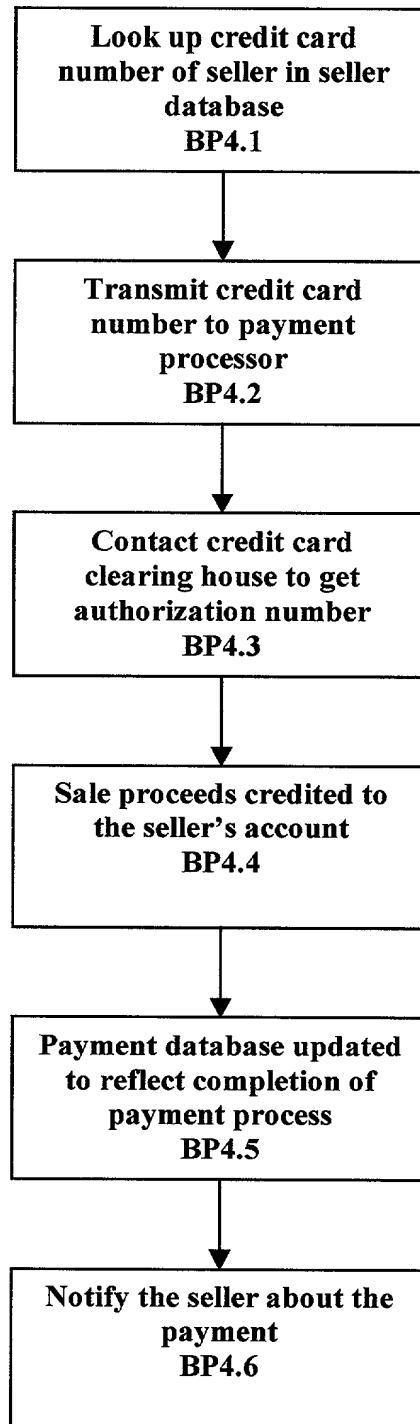 Look up credit card
number of seller in seller
database
BP4.1
Transmit credit card
number to payment
processor
BP4.2
Contact credit card
clearing house to get
authorization number
BP4.3
Sale proceeds credited to
the seller's account
BP4.4
Payment database updated
to reflect completion of
payment process
BP4.5
Notify the seller about the
payment
BP4.6